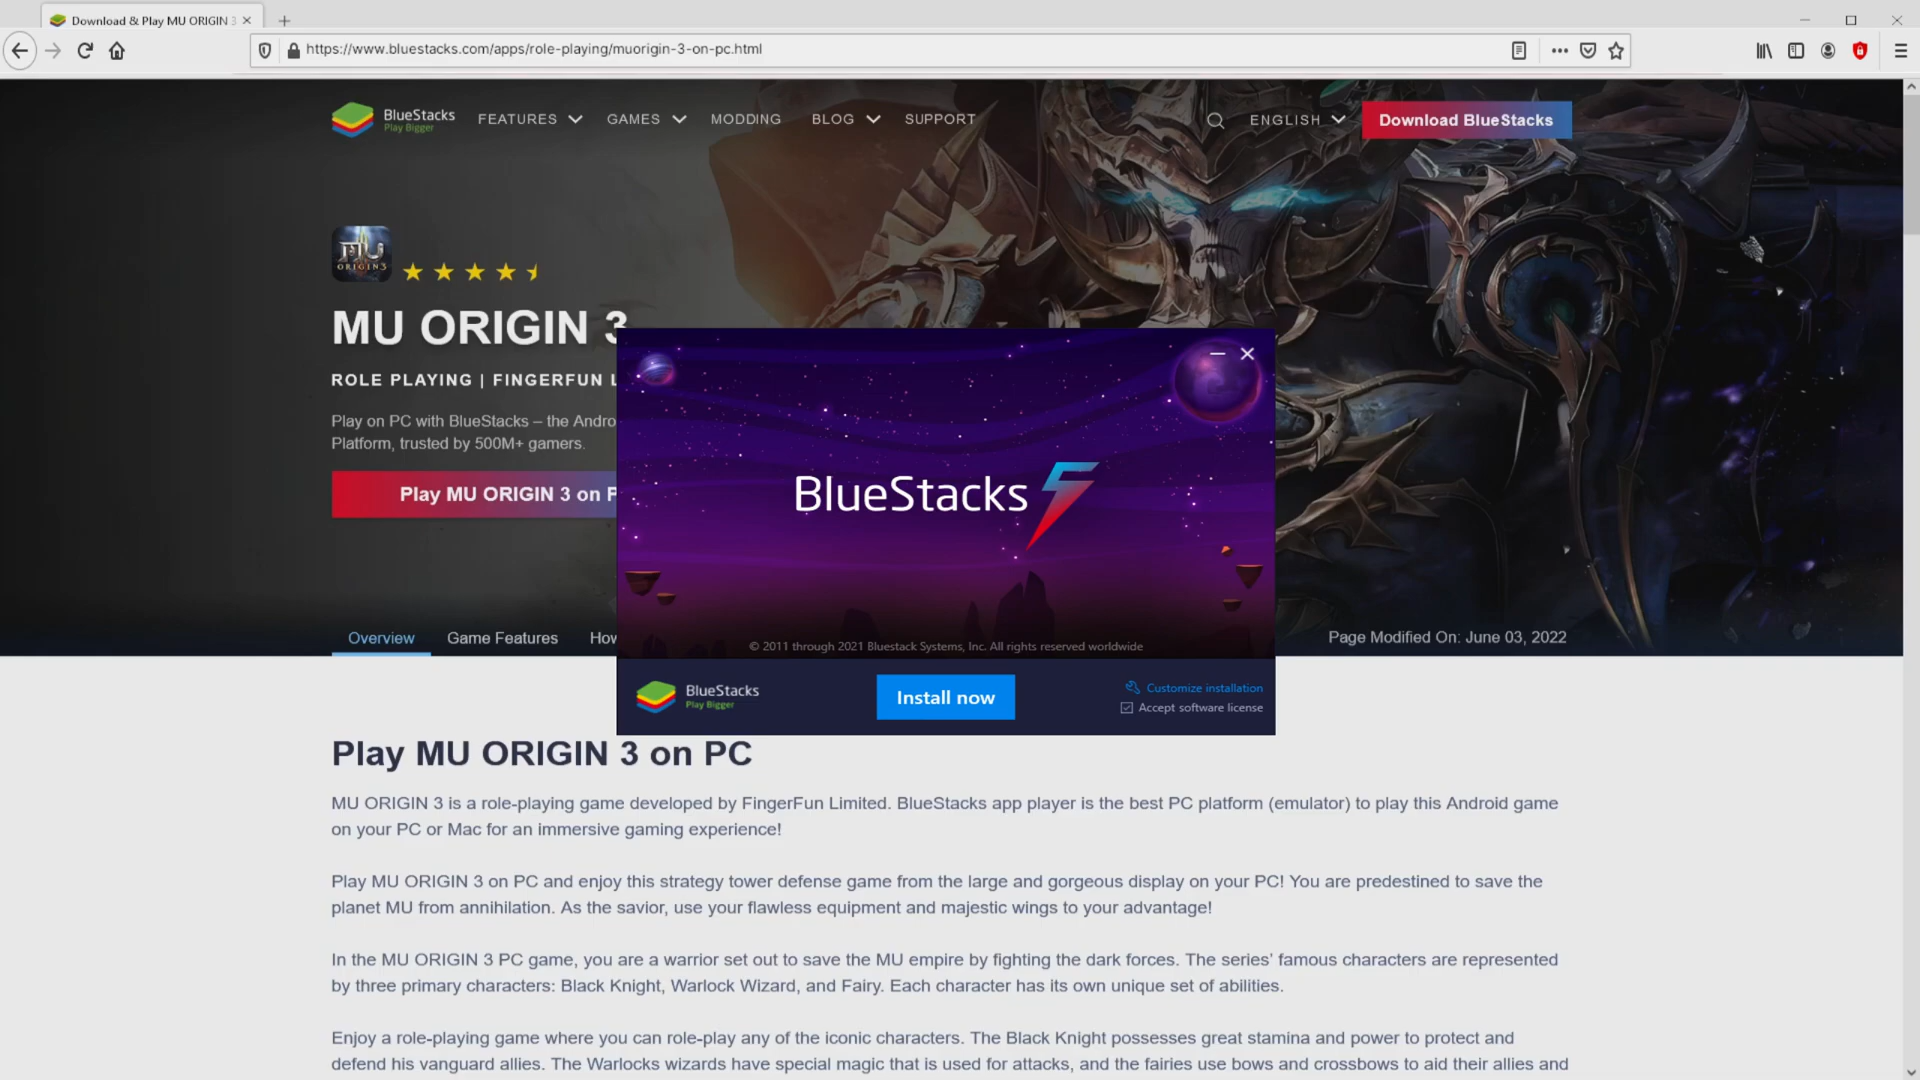 Download & Play MU ORIGIN 3
https://www.bluestacks.com/apps/role-playing/muorigin-3-on-pc.html
BlueStacks
Play Bigger
FEATURES
GAMES
MODDING
BLOG
SUPPORT
ENGLISH
Download BlueStacks
MU
ORIGIN3
MU ORIGIN 3
ROLE PLAYING | FINGERFUN L
Play on PC with BlueStacks – the Andro
Platform, trusted by 500M+ gamers.
Play MU ORIGIN 3 on P
BlueStacks 5
© 2011 through 2021 Bluestack Systems, Inc. All rights reserved worldwide
BlueStacks
Play Bigger
Install now
Customize installation
Accept software license
Overview
Game Features
How
Page Modified On: June 03, 2022
Play MU ORIGIN 3 on PC
MU ORIGIN 3 is a role-playing game developed by FingerFun Limited. BlueStacks app player is the best PC platform (emulator) to play this Android game
on your PC or Mac for an immersive gaming experience!
Play MU ORIGIN 3 on PC and enjoy this strategy tower defense game from the large and gorgeous display on your PC! You are predestined to save the
planet MU from annihilation. As the savior, use your flawless equipment and majestic wings to your advantage!
In the MU ORIGIN 3 PC game, you are a warrior set out to save the MU empire by fighting the dark forces. The series’ famous characters are represented
by three primary characters: Black Knight, Warlock Wizard, and Fairy. Each character has its own unique set of abilities.
Enjoy a role-playing game where you can role-play any of the iconic characters. The Black Knight possesses great stamina and power to protect and
defend his vanguard allies. The Warlocks wizards have special magic that is used for attacks, and the fairies use bows and crossbows to aid their allies and